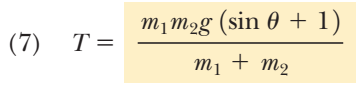 (7) T = m₁m₂g (sin θ + 1) / m₁ + m₂